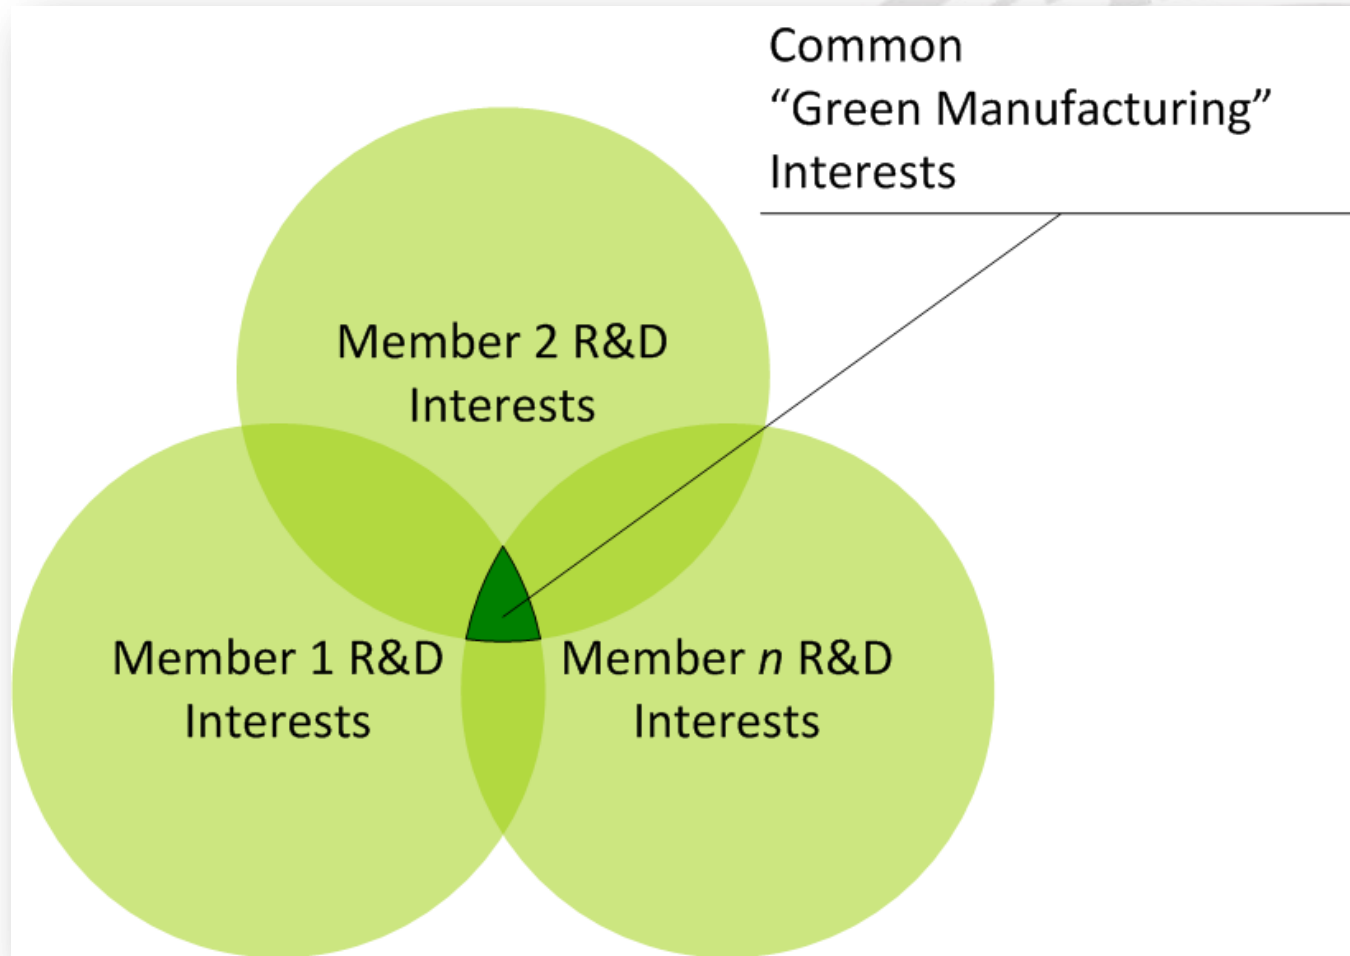 Common
“Green Manufacturing”
Interests
Member 2 R&D
Interests
Member 1 R&D
Interests
Member n R&D
Interests